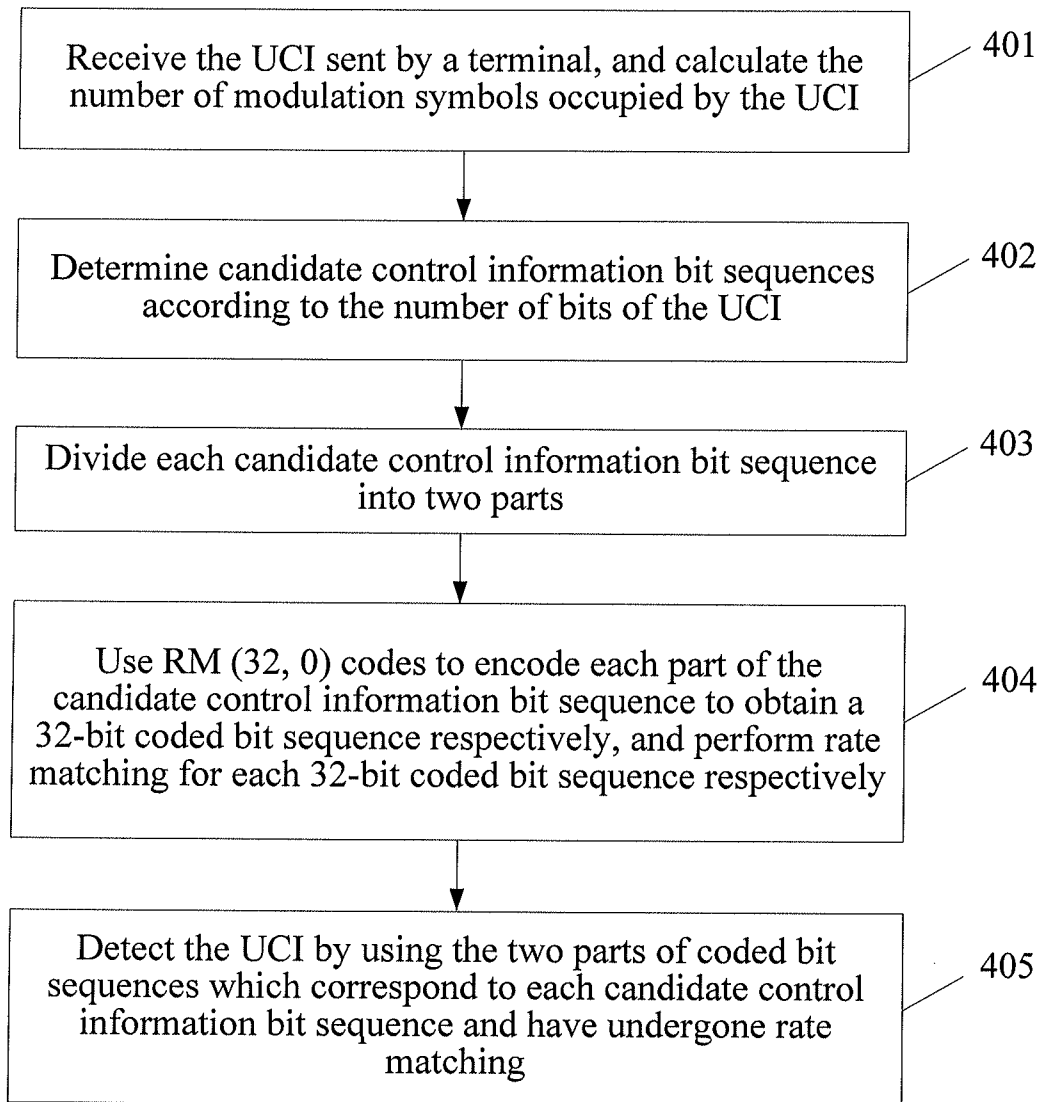 Receive the UCI sent by a terminal, and calculate the
number of modulation symbols occupied by the UCI
401
Determine candidate control information bit sequences
according to the number of bits of the UCI
402
Divide each candidate control information bit sequence
into two parts
403
Use RM (32, 0) codes to encode each part of the
candidate control information bit sequence to obtain a
32-bit coded bit sequence respectively, and perform rate
matching for each 32-bit coded bit sequence respectively
404
Detect the UCI by using the two parts of coded bit
sequences which correspond to each candidate control
information bit sequence and have undergone rate
matching
405